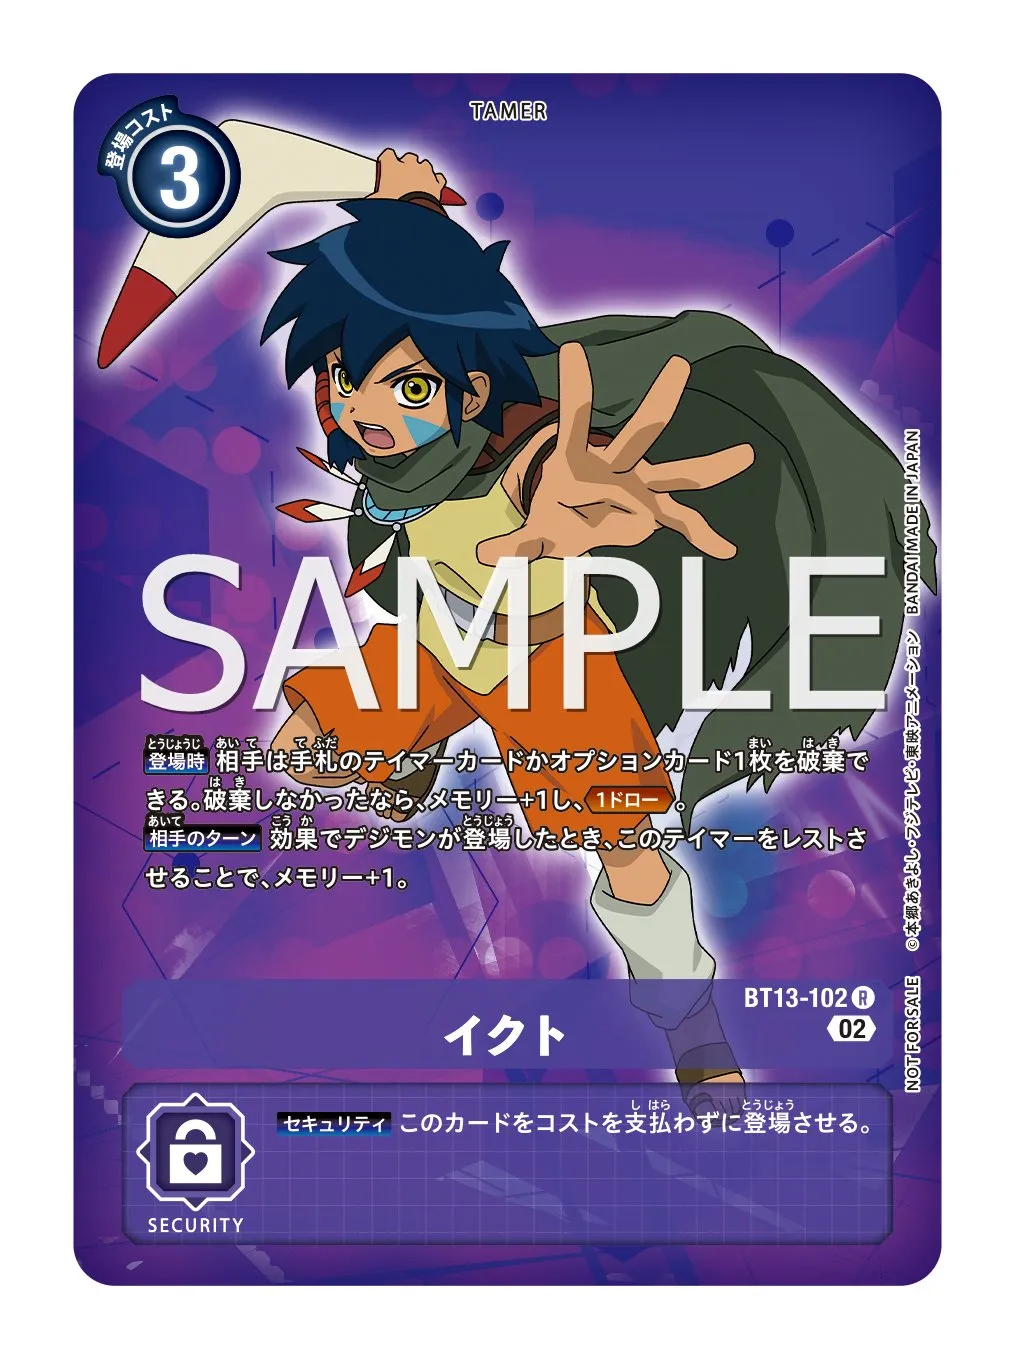 TAMER
登場コスト
3
SAMPLE
登場時 相手は手札のテイマーカードかオプションカード1枚を破棄で
きる。破棄しなかったなら、メモリー+1し、1ドロー。
相手のターン 効果でデジモンが登場したとき、このテイマーをレストさ
せることで、メモリー+1。
BT13-102 R
02
イクト
セキュリティ このカードをコストを支払わずに登場させる。
SECURITY
©本郷あきよし・フジテレビ・東映アニメーション BANDAI MADE IN JAPAN
NOT FOR SALE